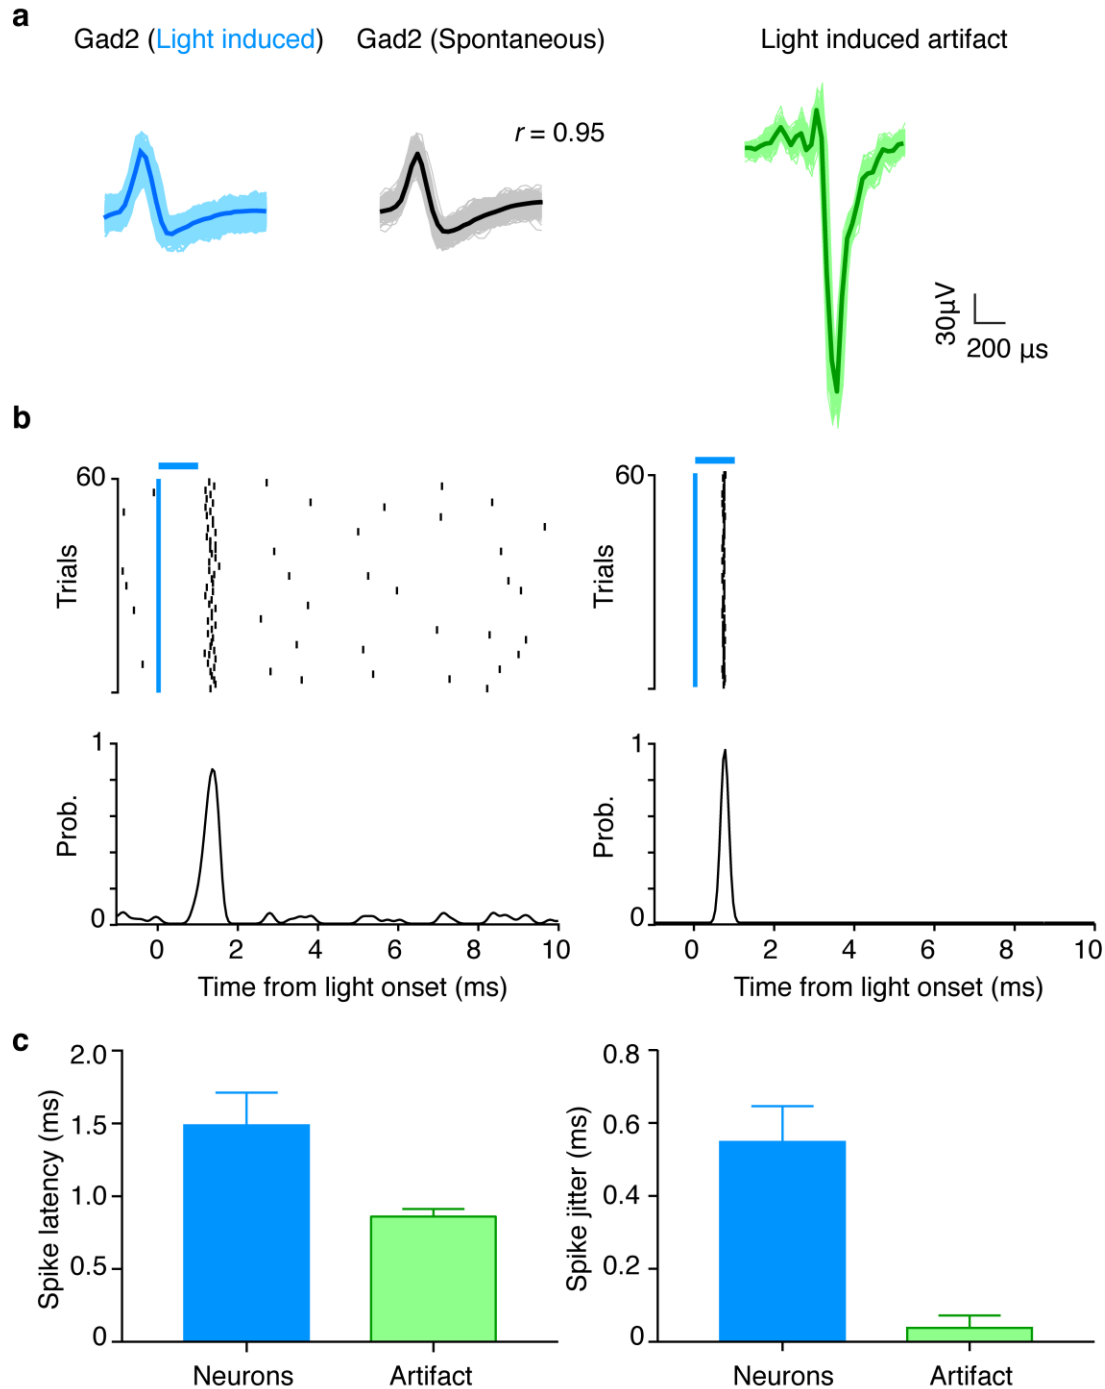 a
Gad2 (Light induced)
Gad2 (Spontaneous)
Light induced artifact
r = 0.95
30µV
200 µs
b
60
Trials
60
Trials
1
Prob.
0
0 2 4 6 8 10
Time from light onset (ms)
1
Prob.
0
0 2 4 6 8 10
Time from light onset (ms)
c
2.0
1.5
1.0
0.5
0
Spike latency (ms)
Neurons
Artifact
0.8
0.6
0.4
0.2
0
Spike jitter (ms)
Neurons
Artifact